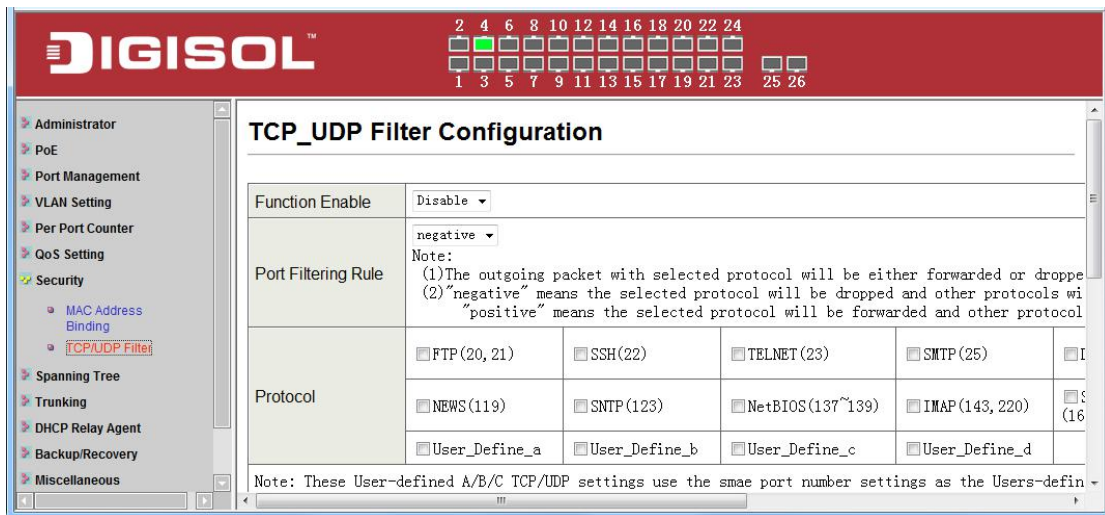 DIGISOL™
2 4 6 8 10 12 14 16 18 20 22 24
1 3 5 7 9 11 13 15 17 19 21 23 25 26
Administrator
PoE
Port Management
VLAN Setting
Per Port Counter
QoS Setting
Security
MAC Address
Binding
TCP/UDP Filter
Spanning Tree
Trunking
DHCP Relay Agent
Backup/Recovery
Miscellaneous
TCP_UDP Filter Configuration
Function Enable
Disable
Port Filtering Rule
negative
Note:
(1)The outgoing packet with selected protocol will be either forwarded or droppe
(2)"negative" means the selected protocol will be dropped and other protocols wi
"positive" means the selected protocol will be forwarded and other protocol
Protocol
FTP(20,21) SSH(22) TELNET(23) SMTP(25)
NEWS(119) SNTP(123) NetBIOS(137~139) IMAP(143,220) S
(16
User_Define_a User_Define_b User_Define_c User_Define_d
Note: These User-defined A/B/C TCP/UDP settings use the smae port number settings as the Users-defin